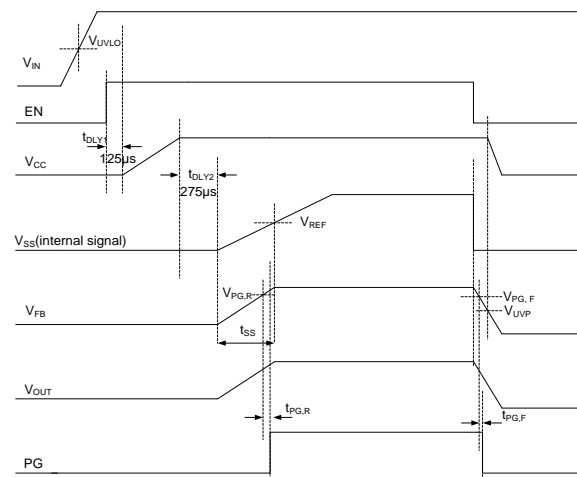 VUVLO
VIN
EN
tDLY1
125µs
VCC
tDLY2
275µs
VREF
VSS(internal signal)
VPG,R
VPG, F
VFB
VUVP
tSS
VOUT
tPG,R
tPG,F
PG